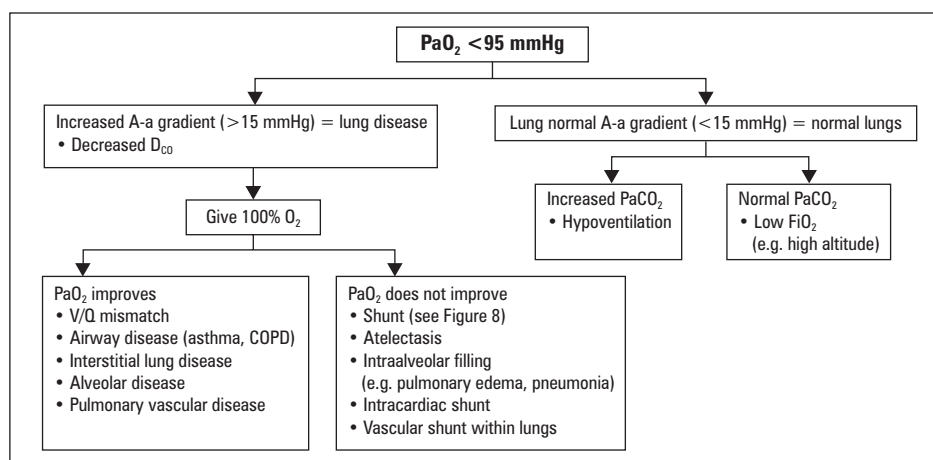 PaO₂ <95 mmHg
Increased A-a gradient (>15 mmHg) = lung disease
• Decreased D_CO
Lung normal A-a gradient (<15 mmHg) = normal lungs
Give 100% O₂
Increased PaCO₂
• Hypoventilation
Normal PaCO₂
• Low FiO₂
(e.g. high altitude)
PaO₂ improves
• V/Q mismatch
• Airway disease (asthma, COPD)
• Interstitial lung disease
• Alveolar disease
• Pulmonary vascular disease
PaO₂ does not improve
• Shunt (see Figure 8)
• Atelectasis
• Intraalveolar filling
(e.g. pulmonary edema, pneumonia)
• Intracardiac shunt
• Vascular shunt within lungs